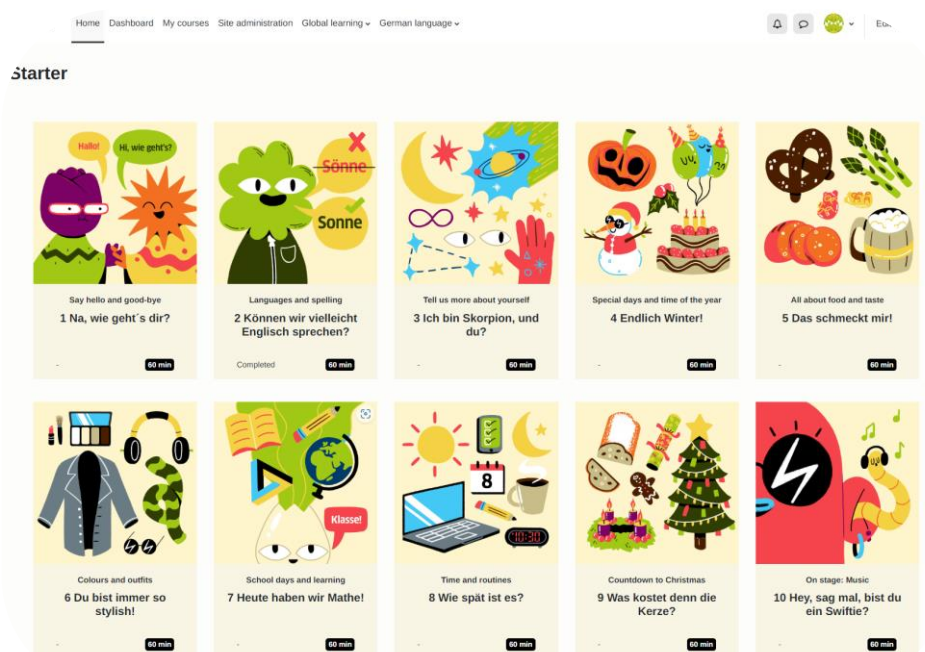 Home Dashboard My courses Site administration Global learning German language
Starter
Hallo!
Hi, wie geht's?
Sönne
Sonne
Say hello and good-bye
1 Na, wie geht´s dir?
- 60 min
Languages and spelling
2 Können wir vielleicht
Englisch sprechen?
Completed 60 min
Tell us more about yourself
3 Ich bin Skorpion, und
du?
- 60 min
Special days and time of the year
4 Endlich Winter!
- 60 min
All about food and taste
5 Das schmeckt mir!
- 60 min
Colours and outfits
6 Du bist immer so
stylish!
- 60 min
Klasse!
School days and learning
7 Heute haben wir Mathe!
- 60 min
8
10:30
Time and routines
8 Wie spät ist es?
- 60 min
Countdown to Christmas
9 Was kostet denn die
Kerze?
- 60 min
On stage: Music
10 Hey, sag mal, bist du
ein Swiftie?
- 60 min